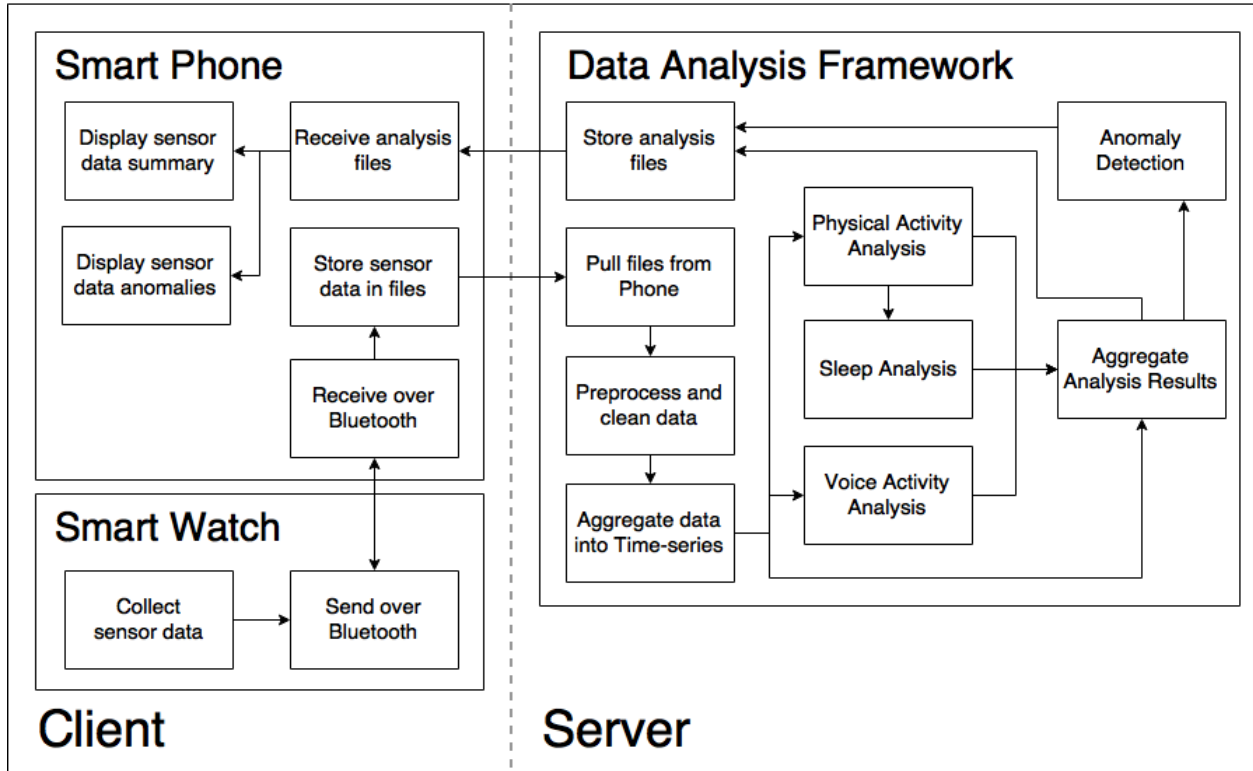 Smart Phone
Display sensor
data summary
Receive analysis
files
Display sensor
data anomalies
Store sensor
data in files
Receive over
Bluetooth
Smart Watch
Collect
sensor data
Send over
Bluetooth
Client
Data Analysis Framework
Store analysis
files
Anomaly
Detection
Pull files from
Phone
Physical Activity
Analysis
Preprocess and
clean data
Sleep Analysis
Aggregate
Analysis Results
Aggregate data
into Time-series
Voice Activity
Analysis
Server